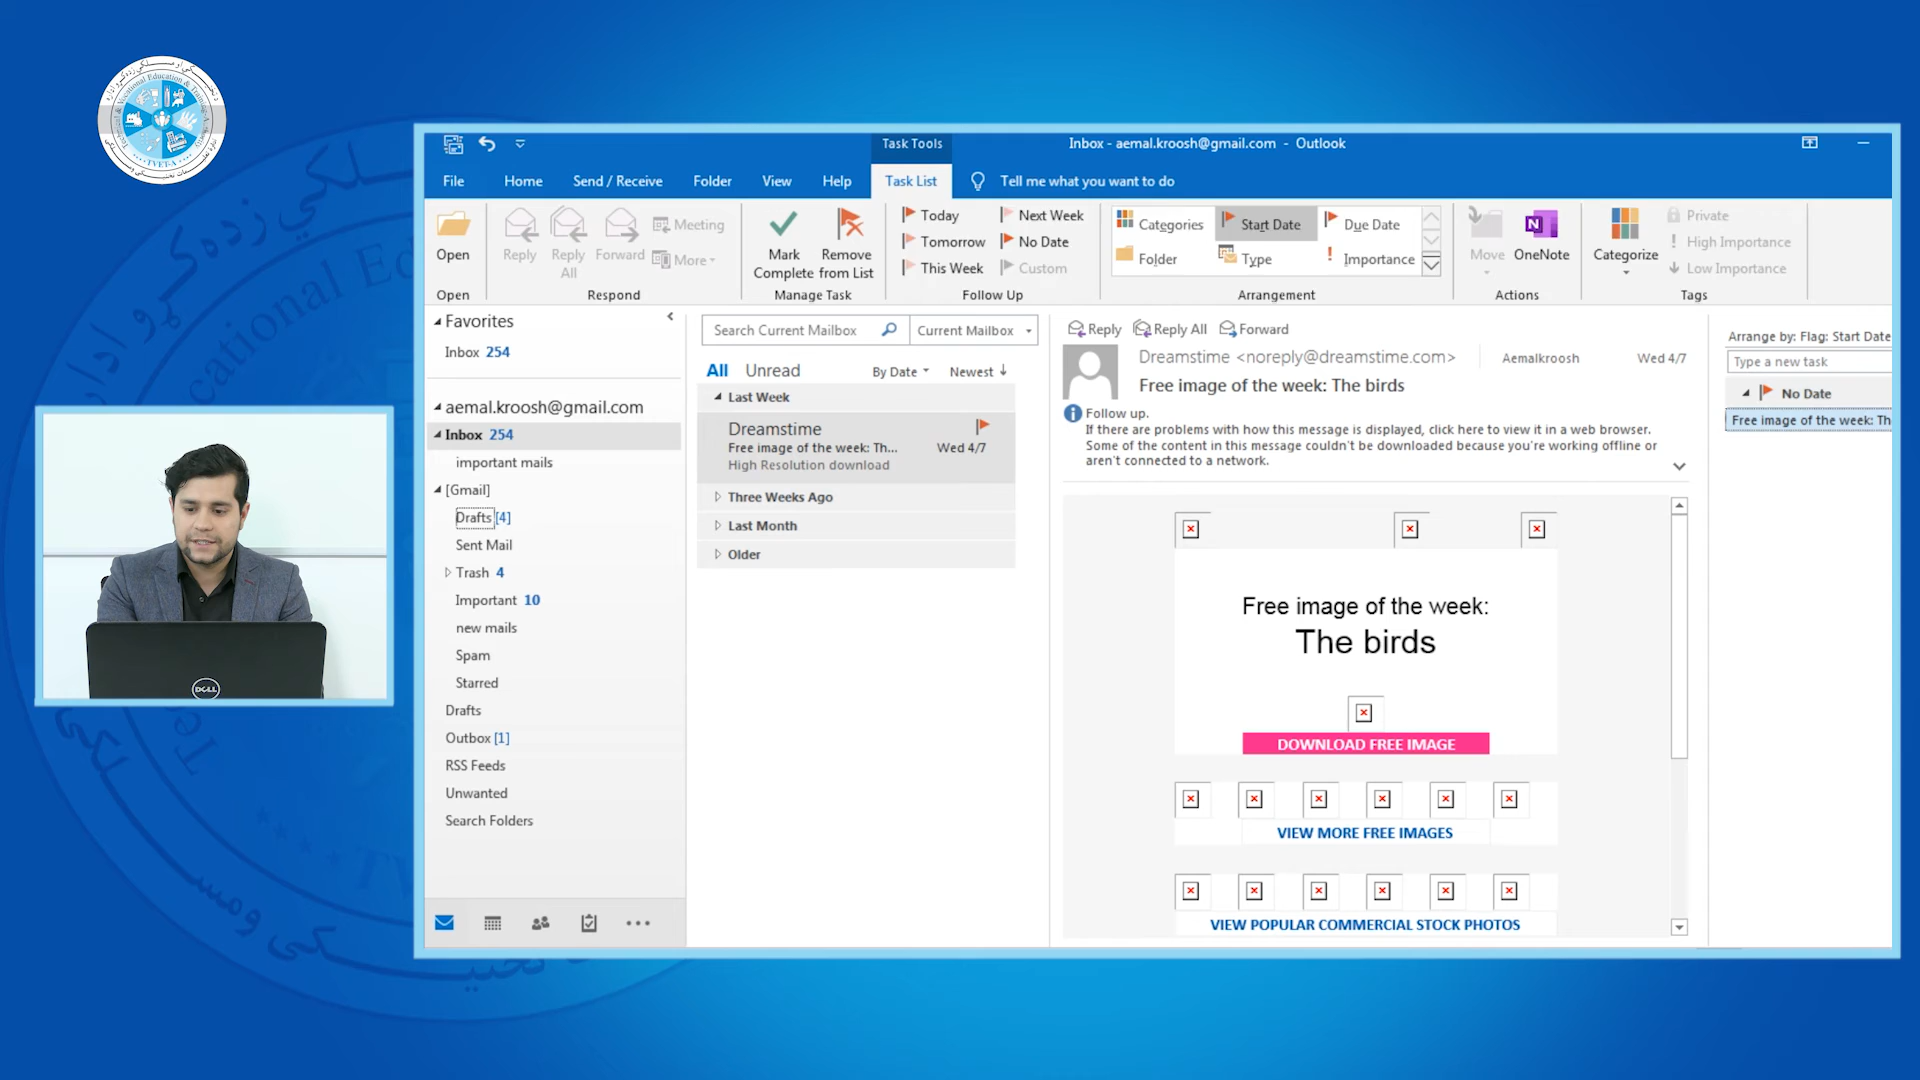 Technical & Vocational Education & Training-Authority
TVET-A
Task Tools
Inbox - aemal.kroosh@gmail.com - Outlook
File Home Send / Receive Folder View Help Task List Tell me what you want to do
Open
Reply
Reply All
Forward
Meeting
More
Mark Complete
Remove from List
Today
Tomorrow
This Week
Next Week
No Date
Custom
Categories
Start Date
Due Date
Folder
Type
Importance
Move
OneNote
Categorize
Private
High Importance
Low Importance
Open Respond Manage Task Follow Up Arrangement Actions Tags
Favorites
Inbox 254
aemal.kroosh@gmail.com
Inbox 254
important mails
[Gmail]
Drafts [4]
Sent Mail
Trash 4
Important 10
new mails
Spam
Starred
Drafts
Outbox [1]
RSS Feeds
Unwanted
Search Folders
Search Current Mailbox Current Mailbox
All Unread By Date Newest ↓
Last Week
Dreamstime
Free image of the week: Th... Wed 4/7
High Resolution download
Three Weeks Ago
Last Month
Older
Reply Reply All Forward
Dreamstime <noreply@dreamstime.com> Aemalkroosh Wed 4/7
Free image of the week: The birds
Follow up.
If there are problems with how this message is displayed, click here to view it in a web browser.
Some of the content in this message couldn't be downloaded because you're working offline or
aren't connected to a network.
Free image of the week:
The birds
DOWNLOAD FREE IMAGE
VIEW MORE FREE IMAGES
VIEW POPULAR COMMERCIAL STOCK PHOTOS
Arrange by: Flag: Start Date
Type a new task
No Date
Free image of the week: Th
DELL